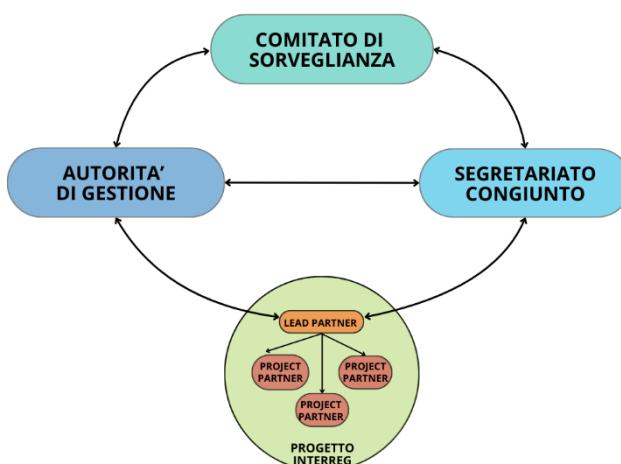 COMITATO DI
SORVEGLIANZA
AUTORITA’
DI GESTIONE
SEGRETARIATO
CONGIUNTO
LEAD PARTNER
PROJECT
PARTNER
PROJECT
PARTNER
PROJECT
PARTNER
PROGETTO
INTERREG